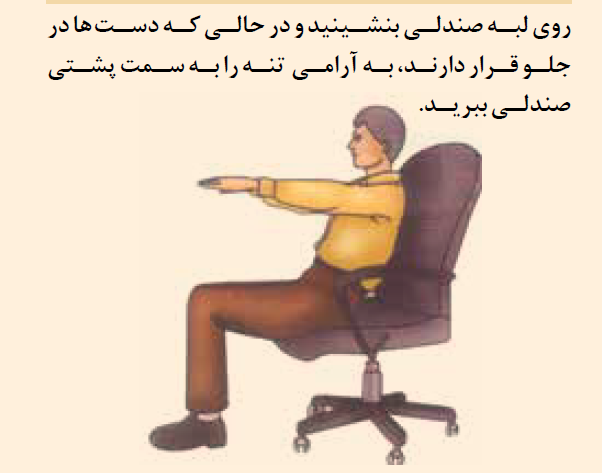 روی لبه صندلی بنشینید و در حالی که دست‌ها در
جلو قرار دارند، به آرامی تنه را به سمت پشتی
صندلی ببرید.